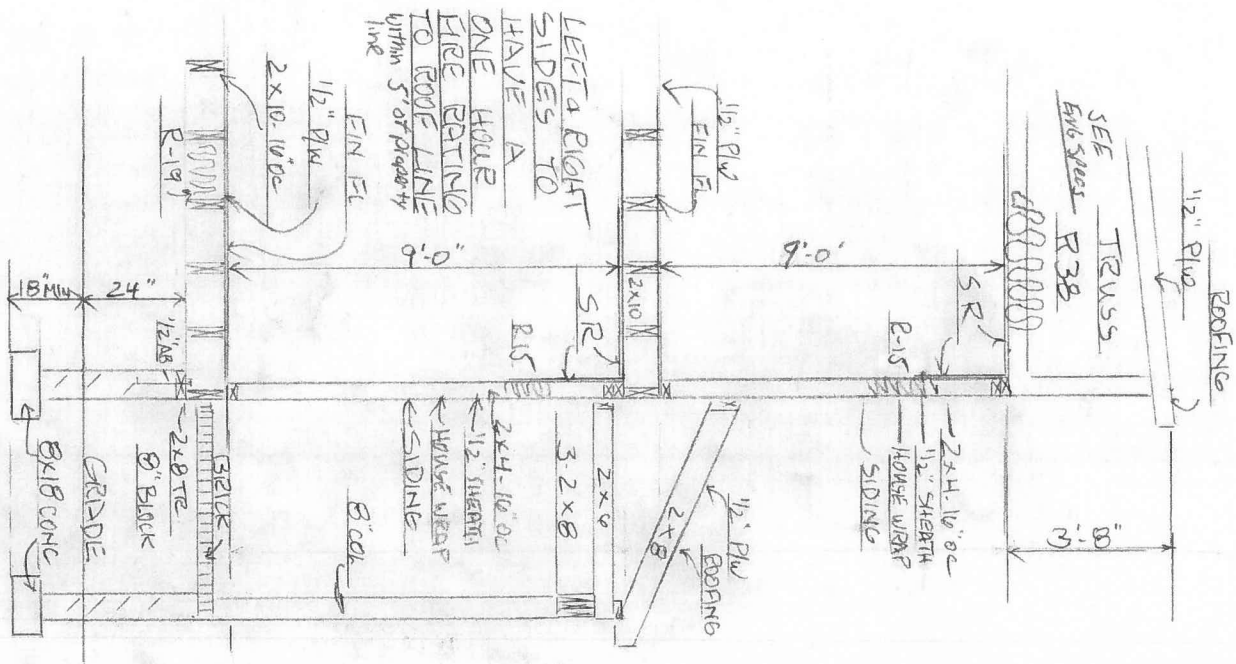 ROOFING
1/2" Plw
SEE
ENG SPECS
TRUSS
R38
SR
R-15
2x4-16" OC
1/2" SHEATH
HOUSE WRAP
SIDING
3'-8"
9'-0"
1/2" Plw
FIN FL
2x10
1/2" Plw
ROOFING
2x8
2x6
3-2x8
SR
R-15
2x4-16" OC
1/2" SHEATH
HOUSE WRAP
SIDING
8" COL
9'-0"
LEFT & RIGHT
SIDES TO
HAVE A
ONE HOUR
FIRE RATING
TO ROOF LINE
within 5' of property
line
FIN FL
1/2" Plw
2x10-16" OC
R-19
BRICK
2x8 TR
8" BLOCK
1/2" AB
24"
18 MIN
GRADE
8x18 CONC